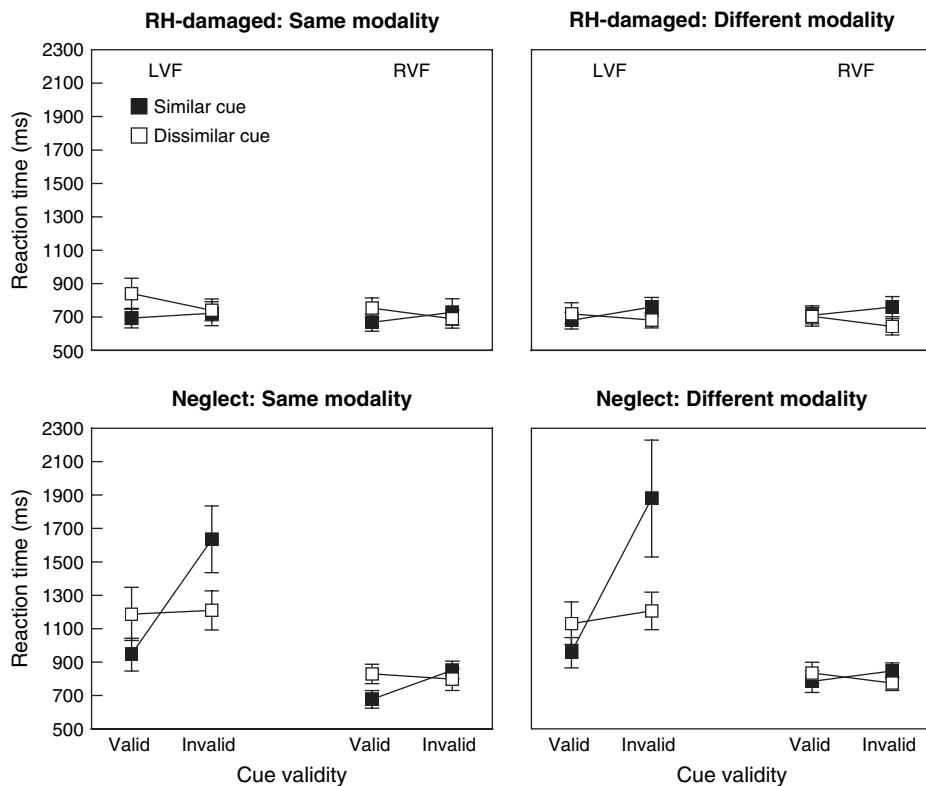 RH-damaged: Same modality
RH-damaged: Different modality
Reaction time (ms)
2300
2100
1900
1700
1500
1300
1100
900
700
500
LVF
RVF
Similar cue
Dissimilar cue
LVF
RVF
Neglect: Same modality
Neglect: Different modality
Reaction time (ms)
2300
2100
1900
1700
1500
1300
1100
900
700
500
Valid
Invalid
Valid
Invalid
Cue validity
Valid
Invalid
Valid
Invalid
Cue validity